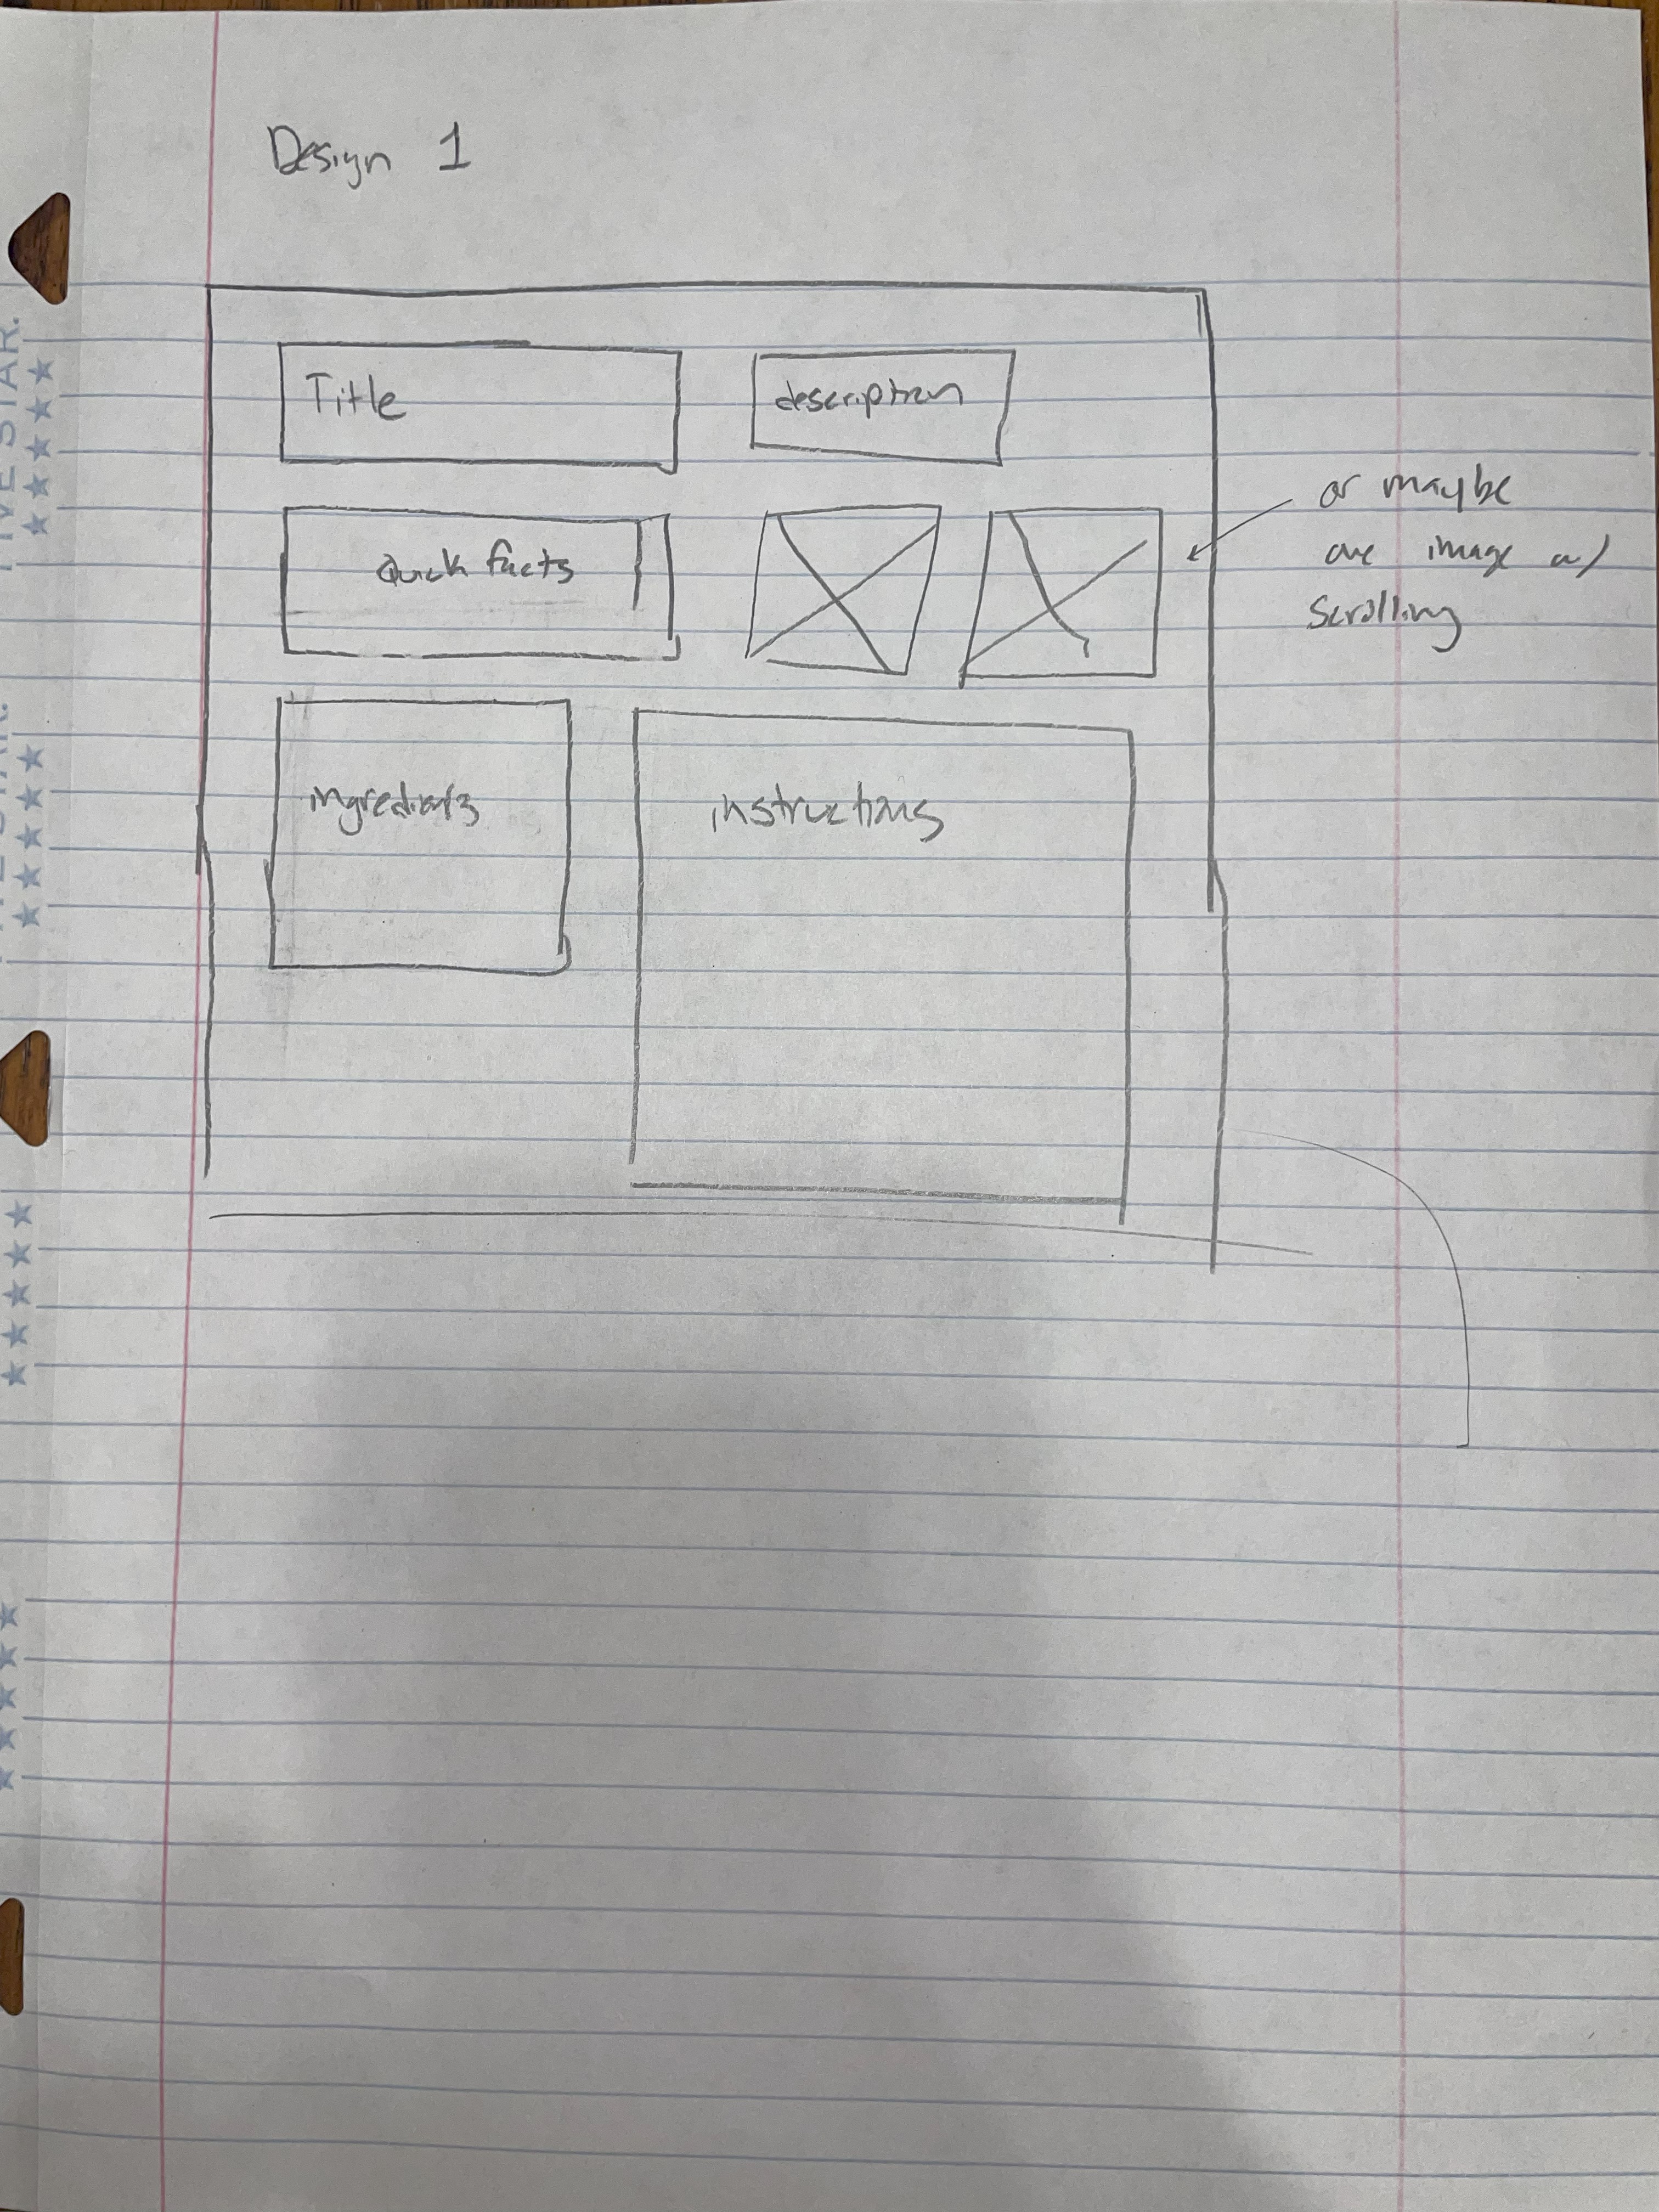 Design 1
Title
description
Quick facts
or maybe
one image w/
scrolling
ingredients
instructions
FIVE STAR.